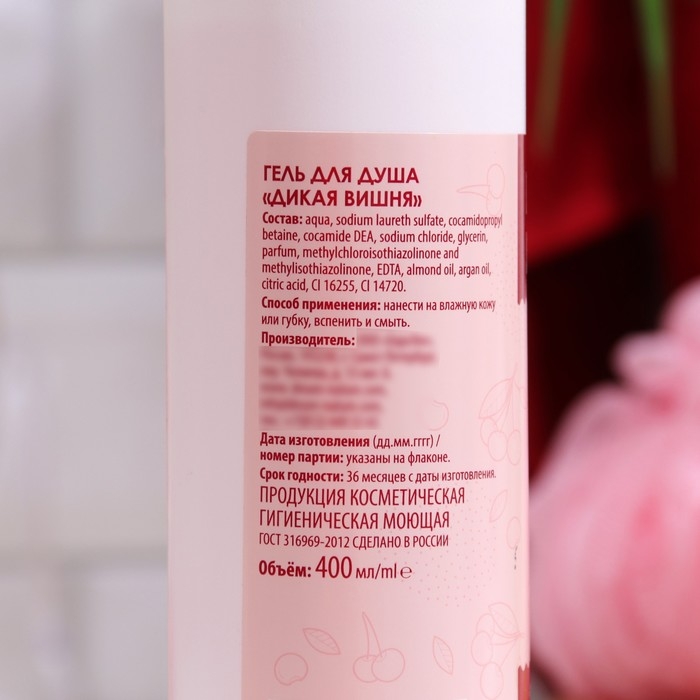 ГЕЛЬ ДЛЯ ДУША
«ДИКАЯ ВИШНЯ»
Состав: aqua, sodium laureth sulfate, cocamidopropyl
betaine, cocamide DEA, sodium chloride, glycerin,
parfum, methylchloroisothiazolinone and
methylisothiazolinone, EDTA, almond oil, argan oil,
citric acid, CI 16255, CI 14720.
Способ применения: нанести на влажную кожу
или губку, вспенить и смыть.
Производитель:
Дата изготовления (дд.мм.гггг) /
номер партии: указаны на флаконе.
Срок годности: 36 месяцев с даты изготовления.
ПРОДУКЦИЯ КОСМЕТИЧЕСКАЯ
ГИГИЕНИЧЕСКАЯ МОЮЩАЯ
ГОСТ 316969-2012 СДЕЛАНО В РОССИИ
Объём: 400 мл/ml ℮